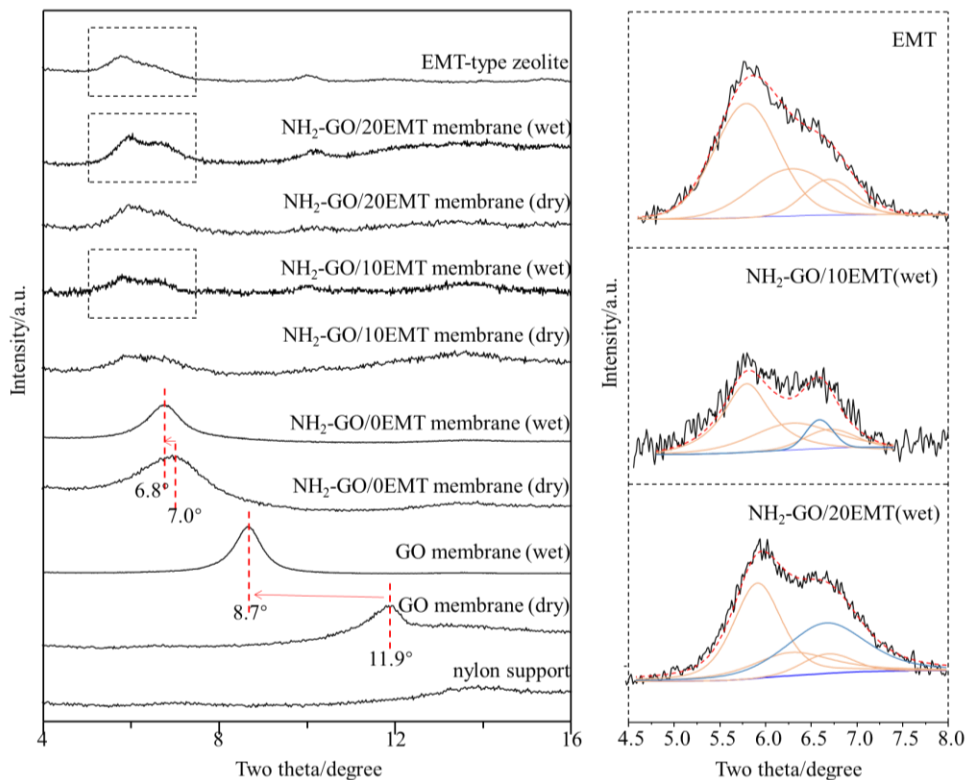 EMT-type zeolite
NH₂-GO/20EMT membrane (wet)
NH₂-GO/20EMT membrane (dry)
NH₂-GO/10EMT membrane (wet)
NH₂-GO/10EMT membrane (dry)
NH₂-GO/0EMT membrane (wet)
6.8°
NH₂-GO/0EMT membrane (dry)
7.0°
GO membrane (wet)
8.7°
GO membrane (dry)
11.9°
nylon support
Intensity/a.u.
4 8 12 16
Two theta/degree
EMT
NH₂-GO/10EMT(wet)
NH₂-GO/20EMT(wet)
Intensity/a.u.
4.5 5.0 5.5 6.0 6.5 7.0 7.5 8.0
Two theta/degree